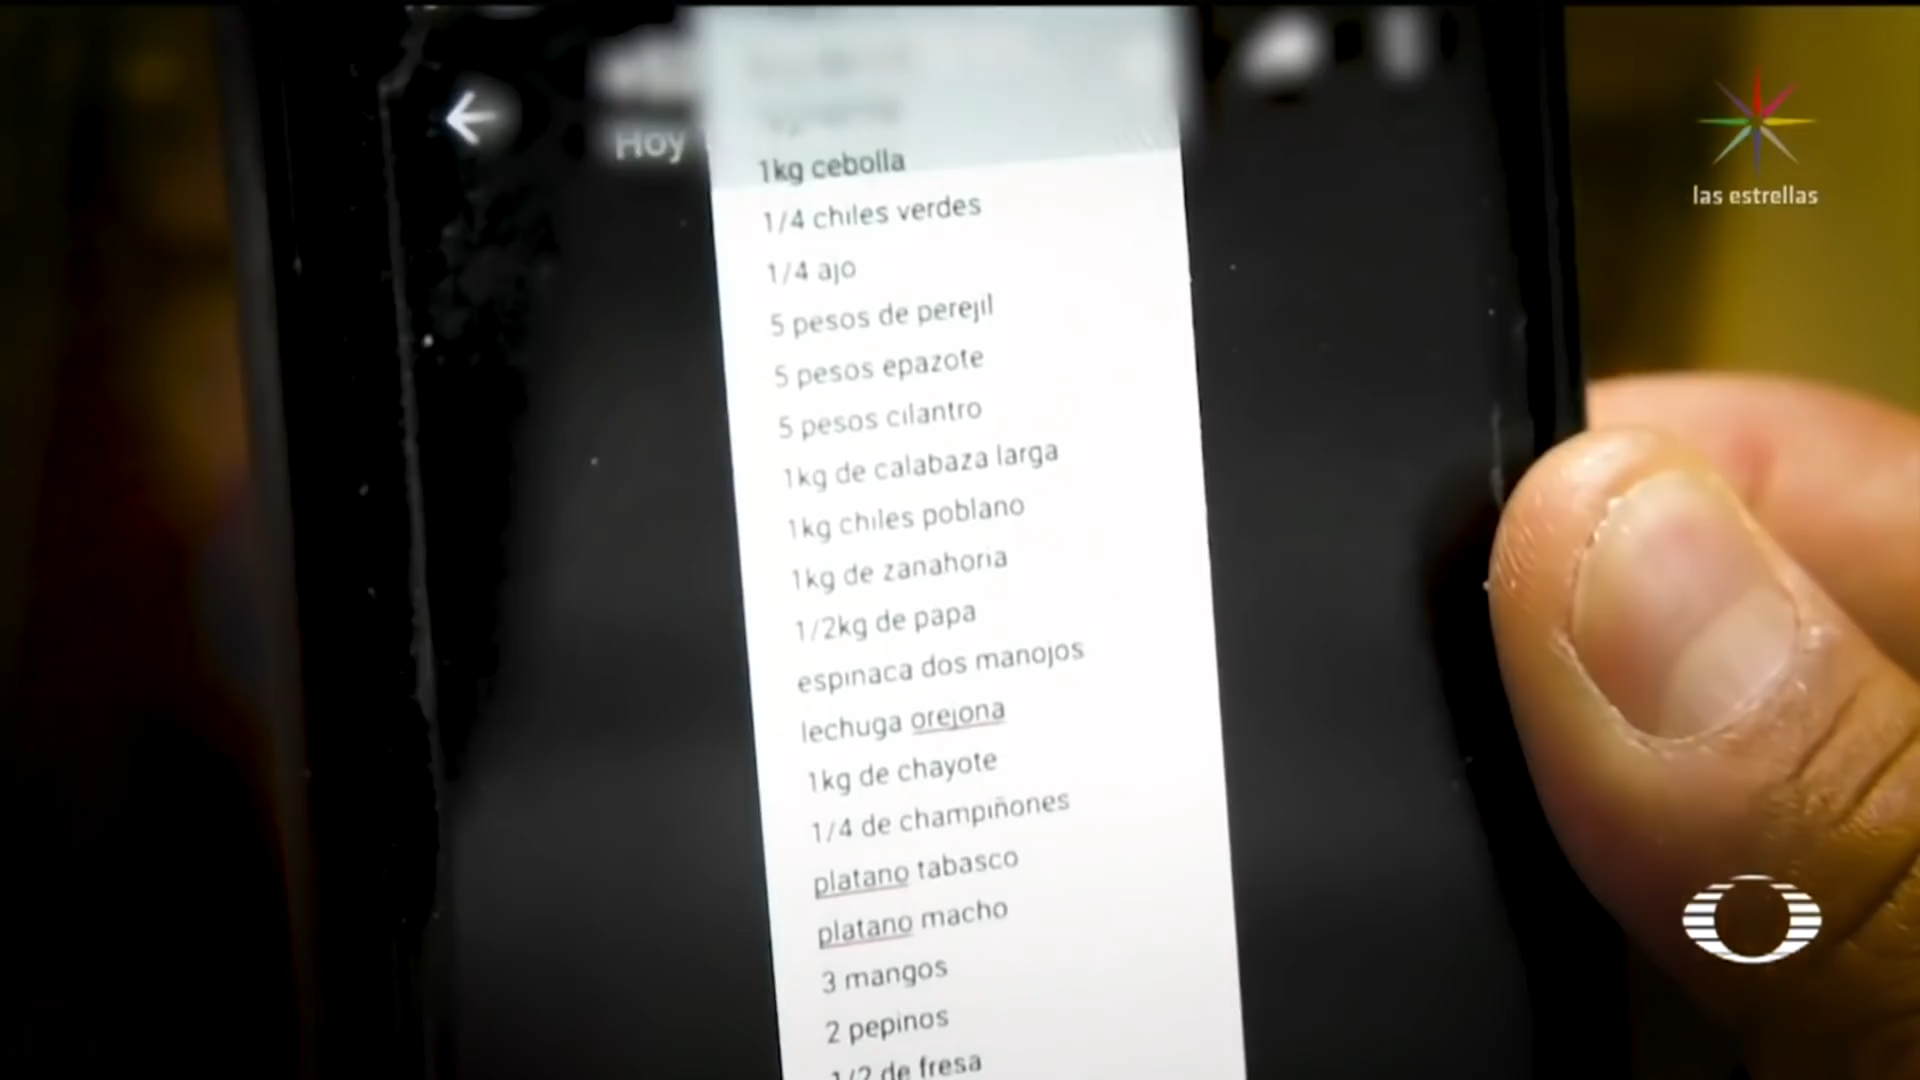 Hoy
1kg cebolla
1/4 chiles verdes
1/4 ajo
5 pesos de perejil
5 pesos epazote
5 pesos cilantro
1kg de calabaza larga
1kg chiles poblano
1kg de zanahoria
1/2kg de papa
espinaca dos manojos
lechuga orejona
1kg de chayote
1/4 de champiñones
platano tabasco
platano macho
3 mangos
2 pepinos
1/2 de fresa
las estrellas